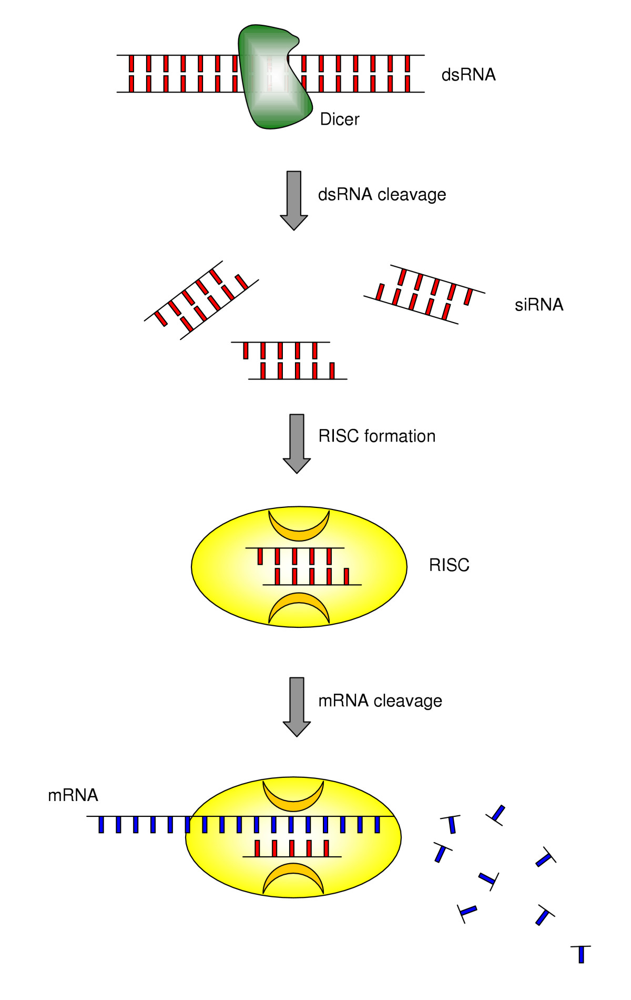 dsRNA
Dicer
dsRNA cleavage
siRNA
RISC formation
RISC
mRNA cleavage
mRNA